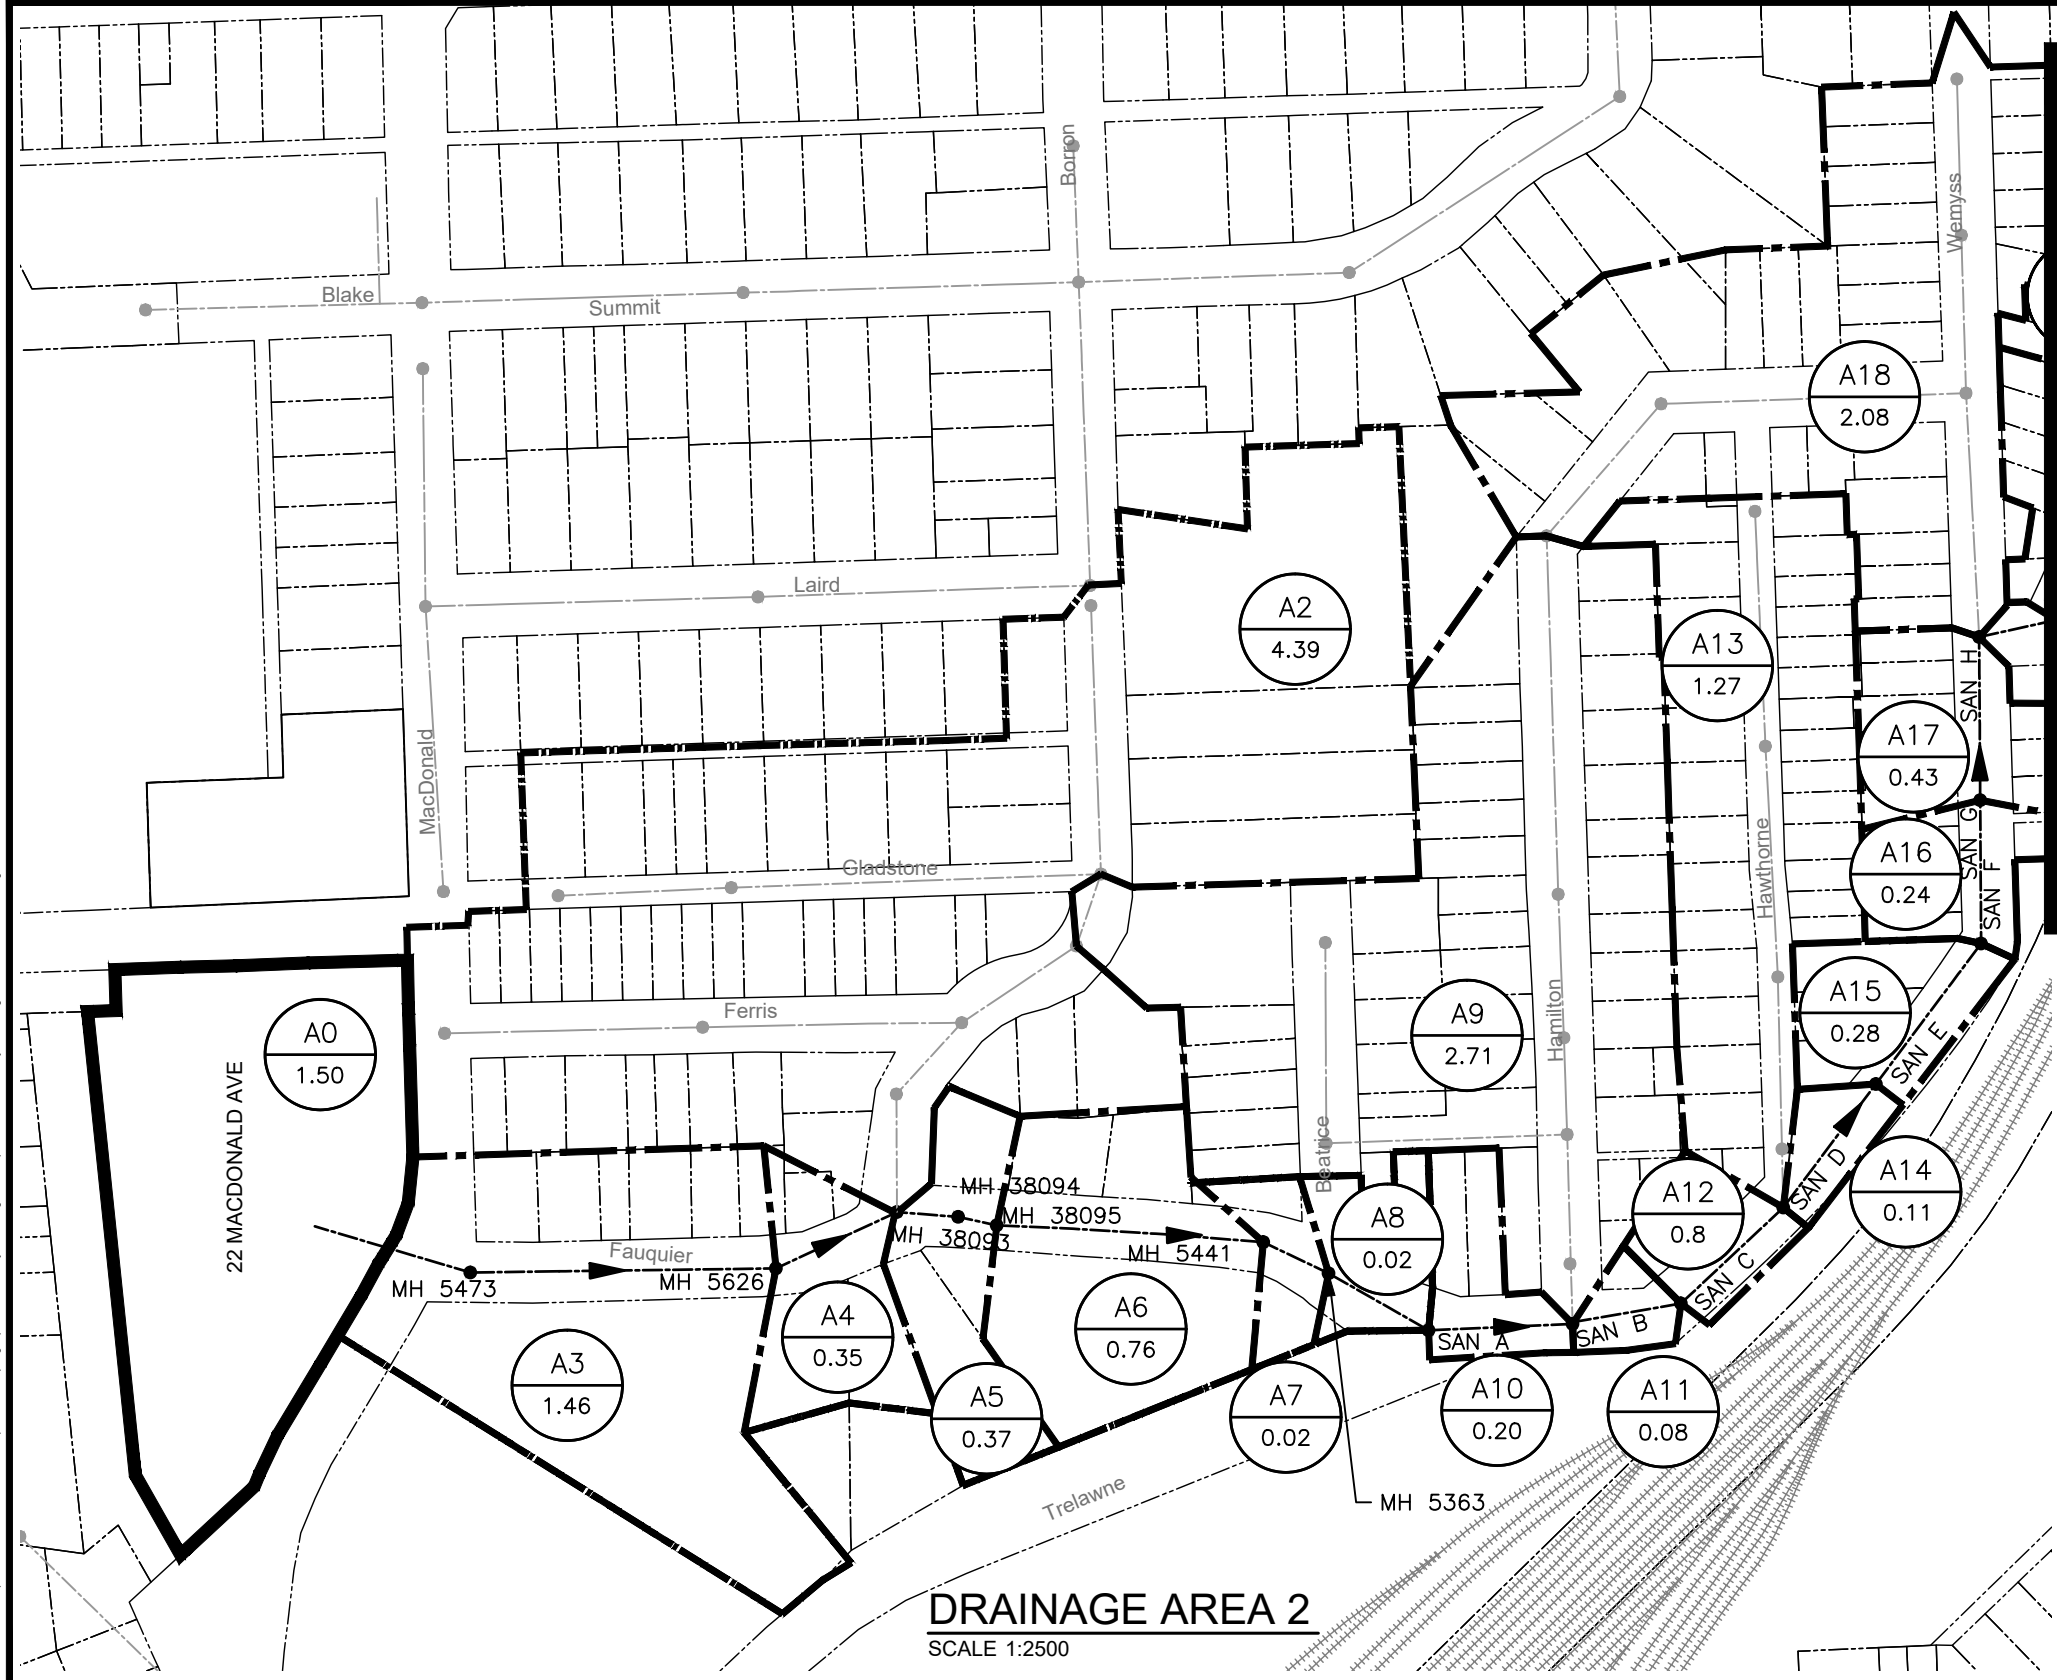 Borron
Wemyss
Blake
Summit
A18
2.08
Laird
A2
4.39
A13
1.27
SAN H
MacDonald
A17
0.43
Gladstone
Hawthorne
SAN G
A16
0.24
SAN F
Ferris
A0
1.50
22 MACDONALD AVE
A9
2.71
Hamilton
A15
0.28
SAN E
Beatrice
MH 38094
MH 38095
MH 38093
A8
0.02
A12
0.8
SAN D
A14
0.11
Fauquier
MH 5473
MH 5626
MH 5441
SAN C
A4
0.35
A6
0.76
SAN A
SAN B
A3
1.46
A5
0.37
A7
0.02
A10
0.20
A11
0.08
Trelawne
MH 5363
DRAINAGE AREA 2
SCALE 1:2500